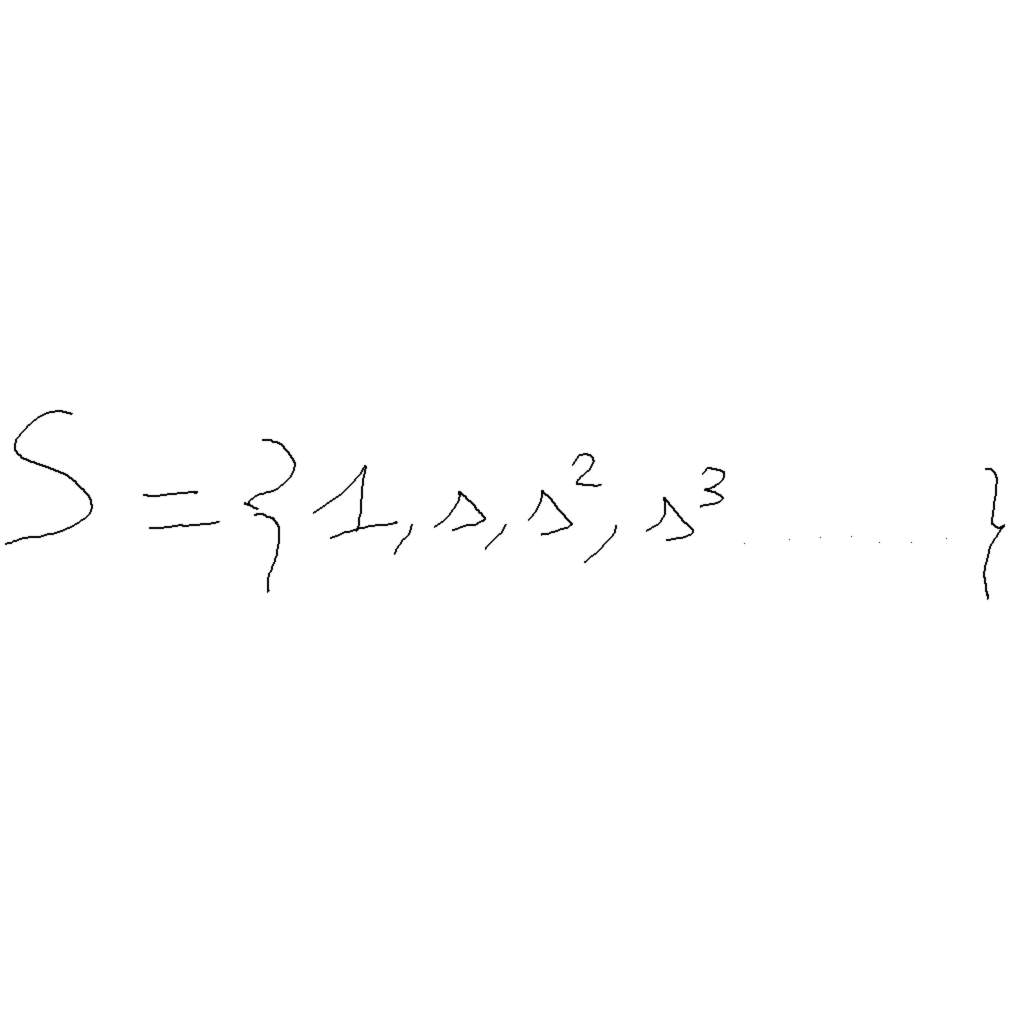 S = {1, s, s², s³ ........ }